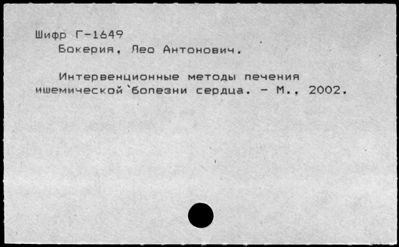 Шифр Г-1649
Бокерия, Лео Антонович.
Интервенционные методы лечения
ишемической болезни сердца. - М., 2002.